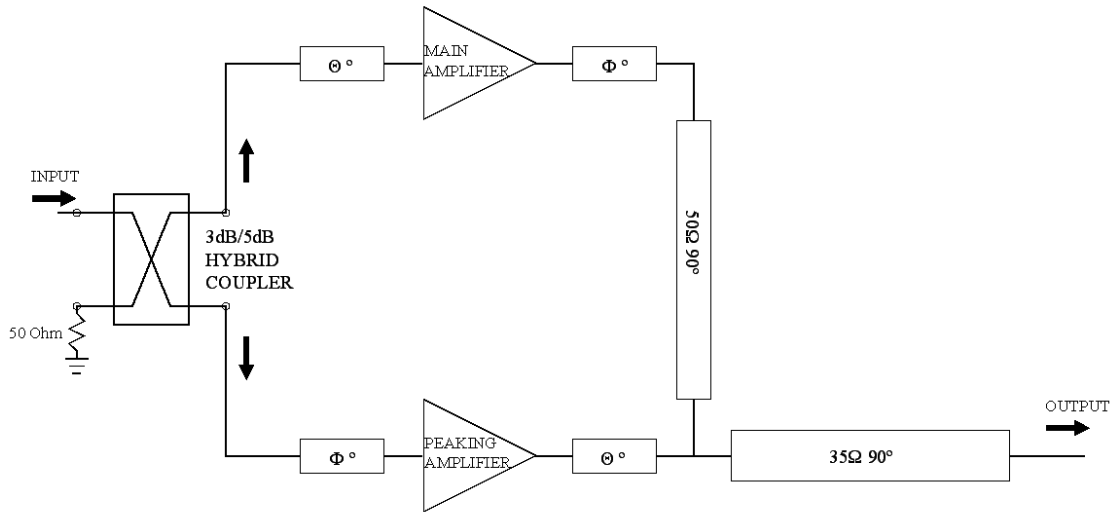 Θ °
MAIN
AMPLIFIER
Φ °
INPUT
3dB/5dB
HYBRID
COUPLER
50 Ohm
50Ω 90°
Φ °
PEAKING
AMPLIFIER
Θ °
35Ω 90°
OUTPUT